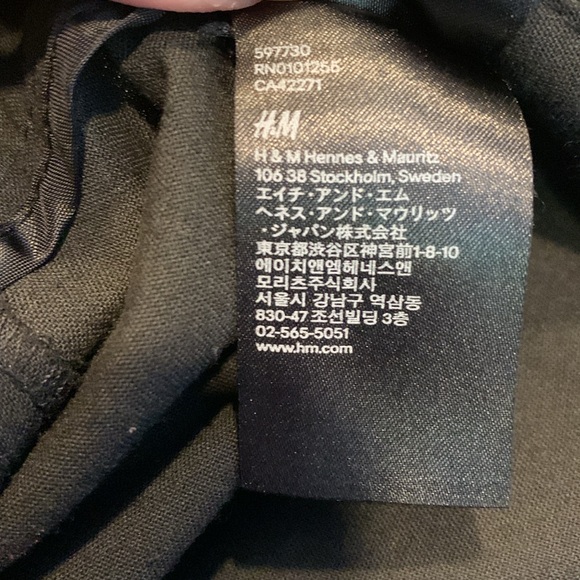 597730
RN0101255
CA42271
H&M
H & M Hennes & Mauritz
106 38 Stockholm, Sweden
エイチ・アンド・エム
ヘネス・アンド・マウリッツ
・ジャパン株式会社
東京都渋谷区神宮前1-8-10
에이치앤엠헤네스앤
모리츠주식회사
서울시 강남구 역삼동
830-47 조선빌딩 3층
02-565-5051
www.hm.com